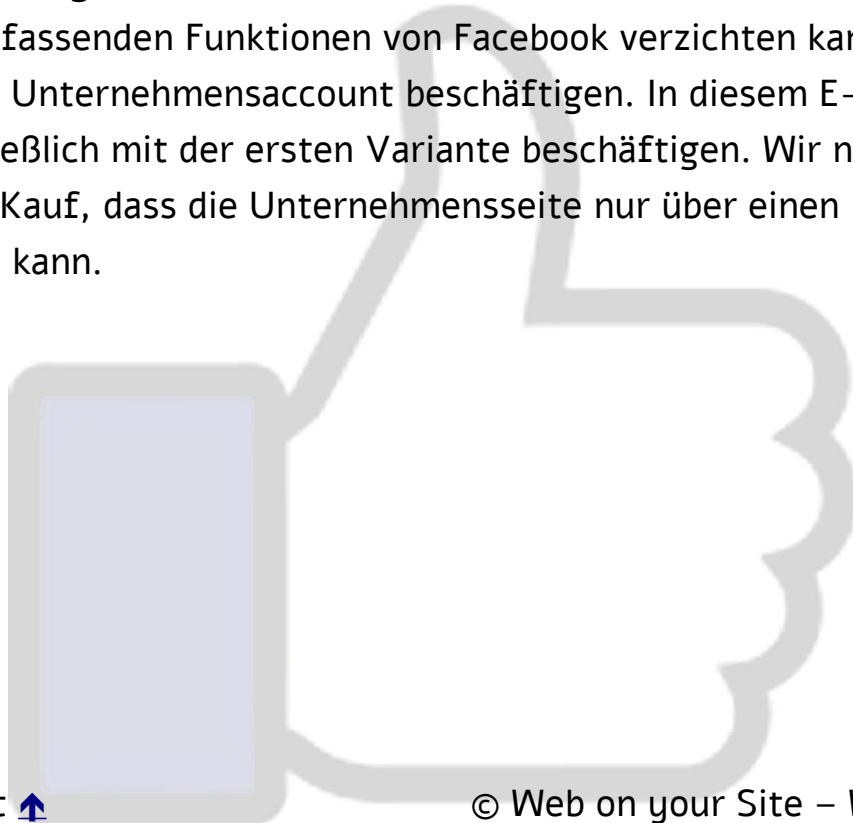 fassenden Funktionen von Facebook verzichten kar
Unternehmensaccount beschäftigen. In diesem E-
eßlich mit der ersten Variante beschäftigen. Wir n
Kauf, dass die Unternehmensseite nur über einen
kann.
t ↑ © Web on your Site –